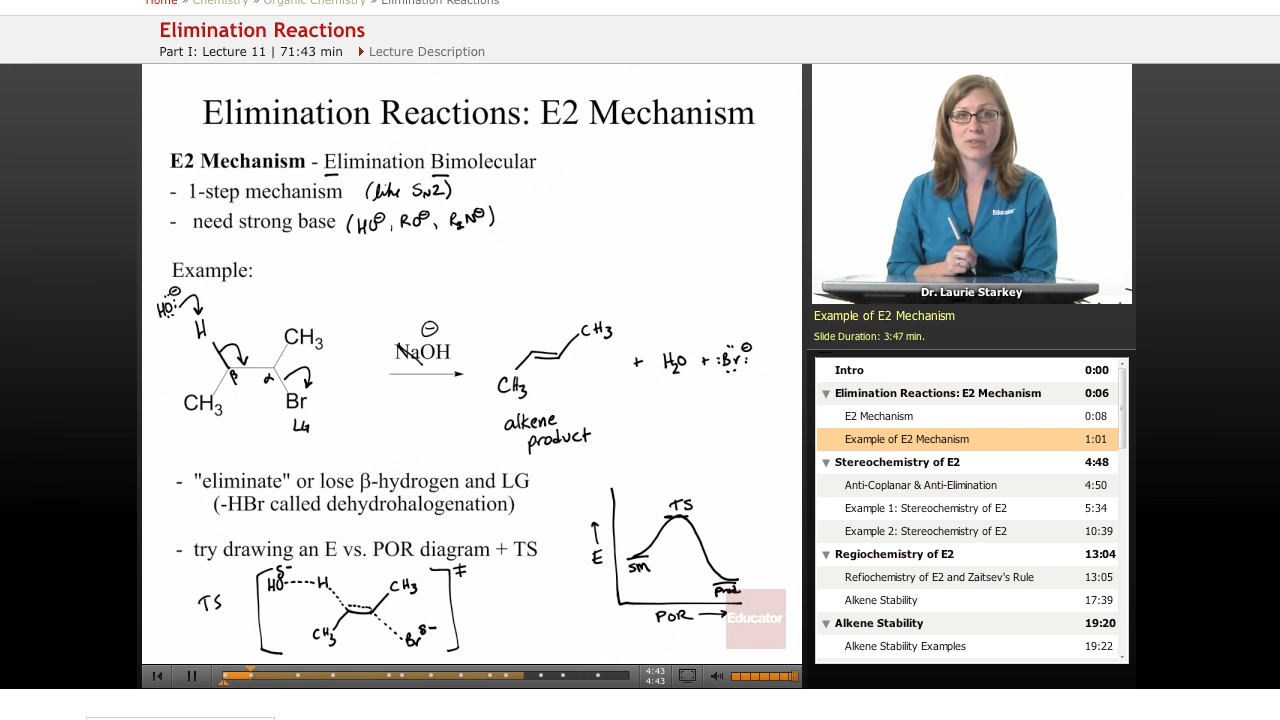 Home » Chemistry » Organic Chemistry » Elimination Reactions
Elimination Reactions
Part I: Lecture 11 | 71:43 min Lecture Description
Elimination Reactions: E2 Mechanism
E2 Mechanism - Elimination Bimolecular
- 1-step mechanism (like SN2)
- need strong base (HO⊖, RO⊖, R2N⊖)
Example:
HO:⊖
H
CH3
β
α
CH3
Br
LG
⊖
NaOH
CH3
CH3
+ H2O + :Br:⊖
alkene
product
- "eliminate" or lose β-hydrogen and LG
(-HBr called dehydrohalogenation)
- try drawing an E vs. POR diagram + TS
TS
δ-
HO-----H
CH3
CH3
Br δ-
‡
TS
E
sm
prod
POR
Educator
Educator
Dr. Laurie Starkey
Example of E2 Mechanism
Slide Duration: 3:47 min.
Intro 0:00
Elimination Reactions: E2 Mechanism 0:06
E2 Mechanism 0:08
Example of E2 Mechanism 1:01
Stereochemistry of E2 4:48
Anti-Coplanar & Anti-Elimination 4:50
Example 1: Stereochemistry of E2 5:34
Example 2: Stereochemistry of E2 10:39
Regiochemistry of E2 13:04
Refiochemistry of E2 and Zaitsev's Rule 13:05
Alkene Stability 17:39
Alkene Stability 19:20
Alkene Stability Examples 19:22
4:43
4:43